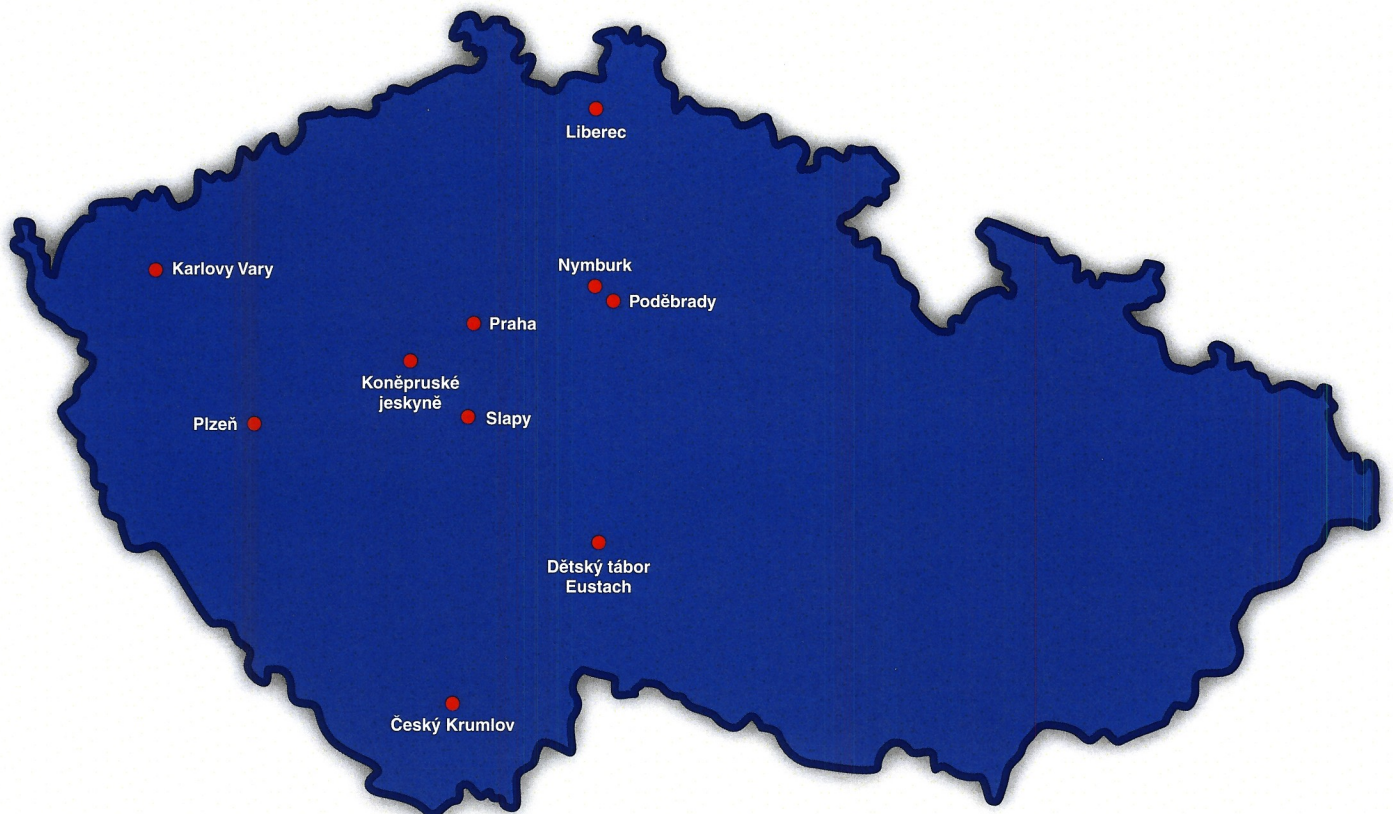 Liberec
Nymburk
Karlovy Vary
Poděbrady
Praha
Koněpruské
jeskyně
Plzeň
Slapy
Dětský tábor
Eustach
Český Krumlov